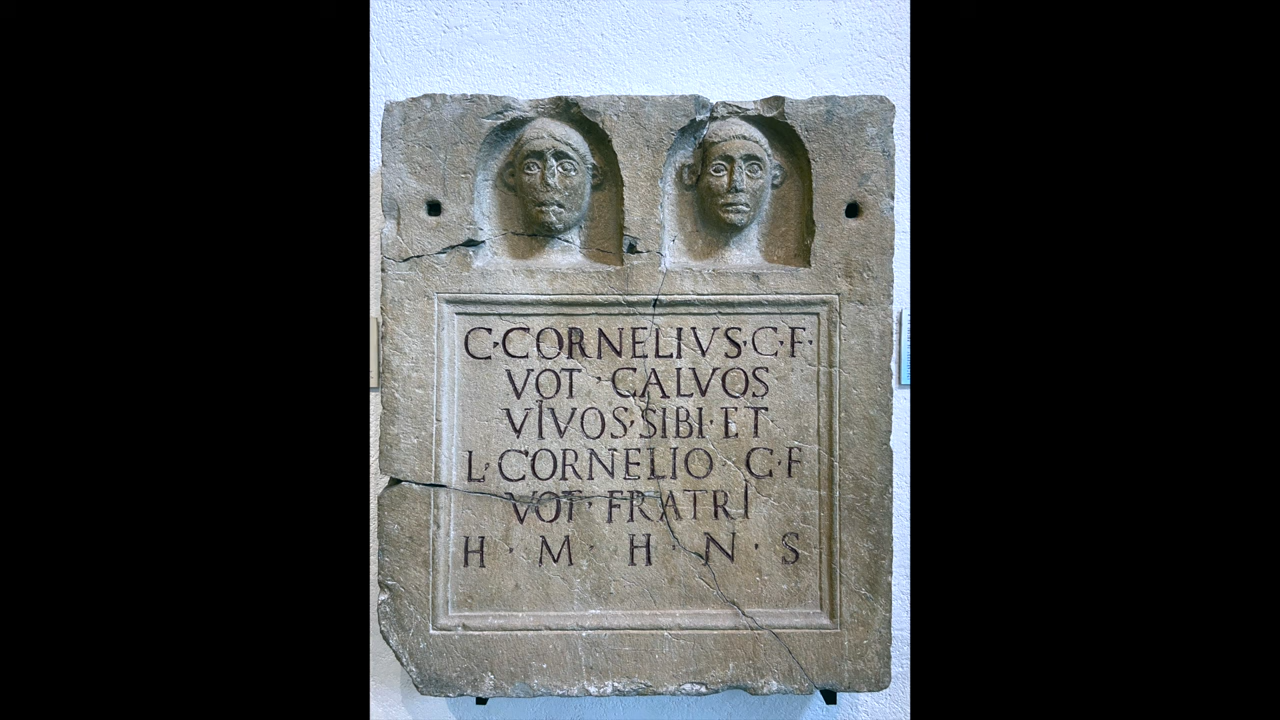 C·CORNELIVS·C·F·
VOT · CALVOS
VIVOS·SIBI·ET
L·CORNELIO · C·F
VOT · FRATRI
H · M · H · N · S